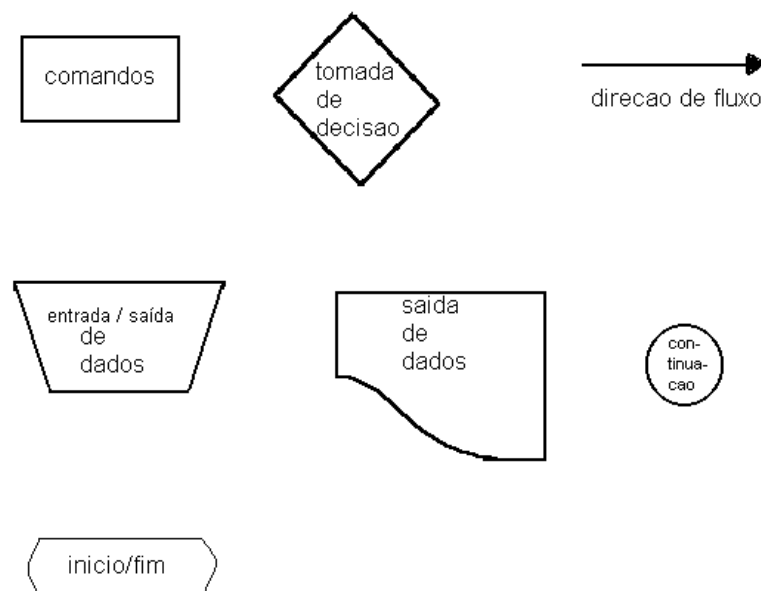 comandos
tomada
de
decisao
direcao de fluxo
entrada / saída
de
dados
saida
de
dados
con-
tinua-
cao
inicio/fim